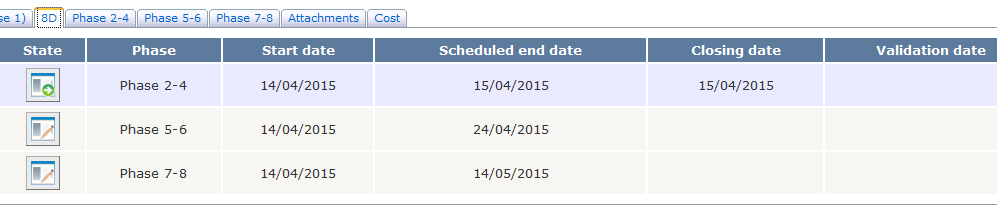 se 1) 8D Phase 2-4 Phase 5-6 Phase 7-8 Attachments Cost
State Phase Start date Scheduled end date Closing date Validation date
Phase 2-4 14/04/2015 15/04/2015 15/04/2015
Phase 5-6 14/04/2015 24/04/2015
Phase 7-8 14/04/2015 14/05/2015